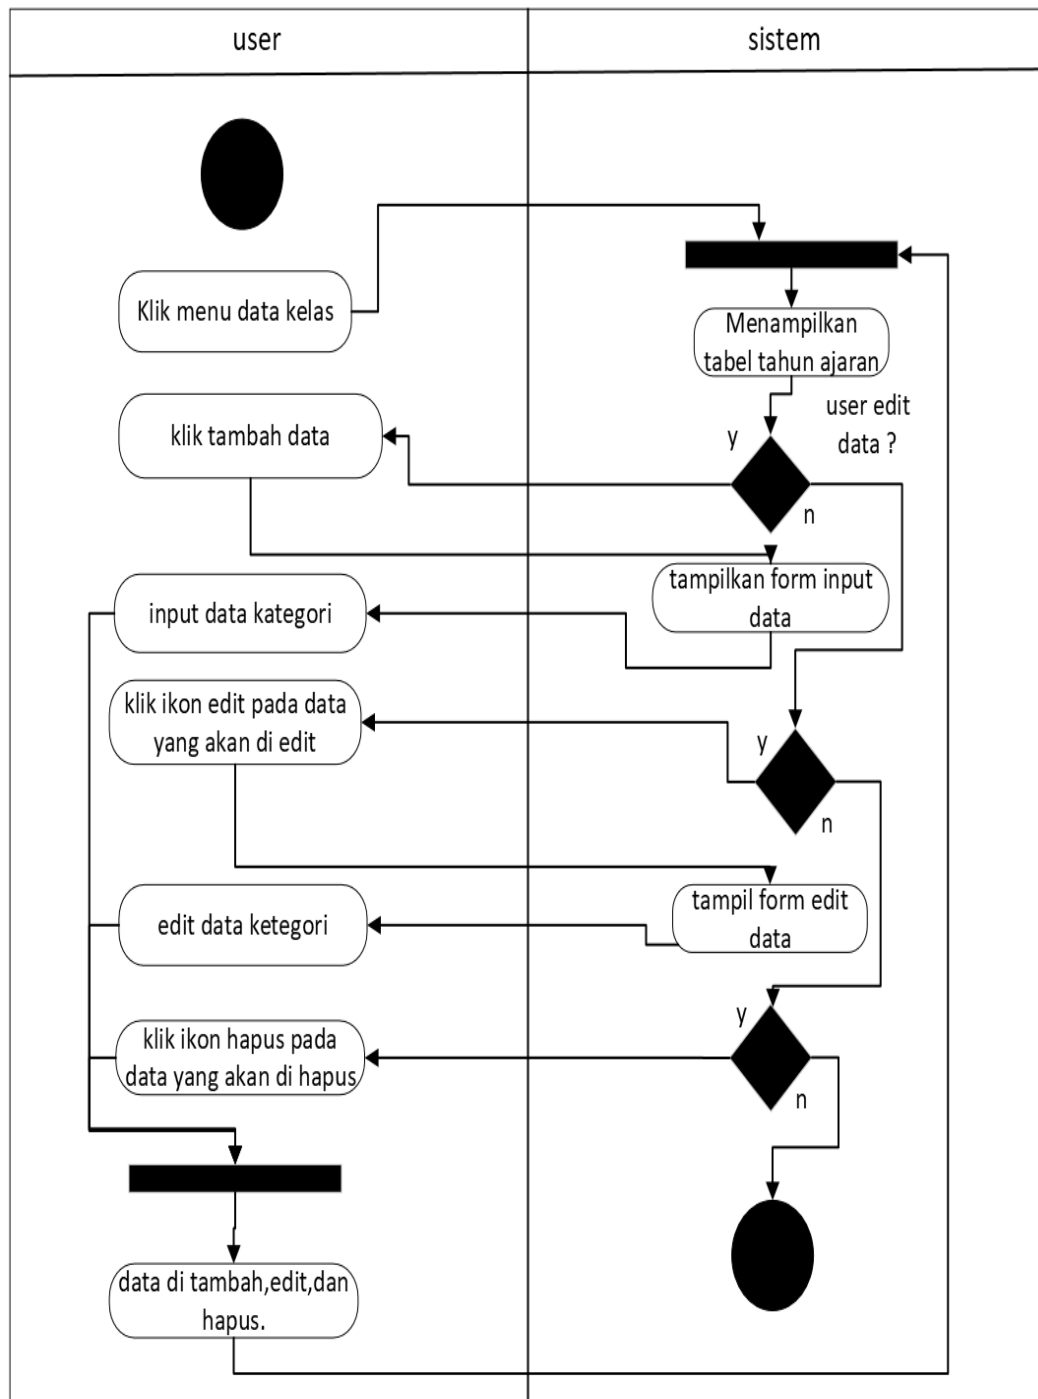 user
sistem
Klik menu data kelas
Menampilkan
tabel tahun ajaran
user edit
data ?
klik tambah data
y
n
tampilkan form input
data
input data kategori
klik ikon edit pada data
yang akan di edit
y
n
tampil form edit
data
edit data ketegori
klik ikon hapus pada
data yang akan di hapus
y
n
data di tambah,edit,dan
hapus.